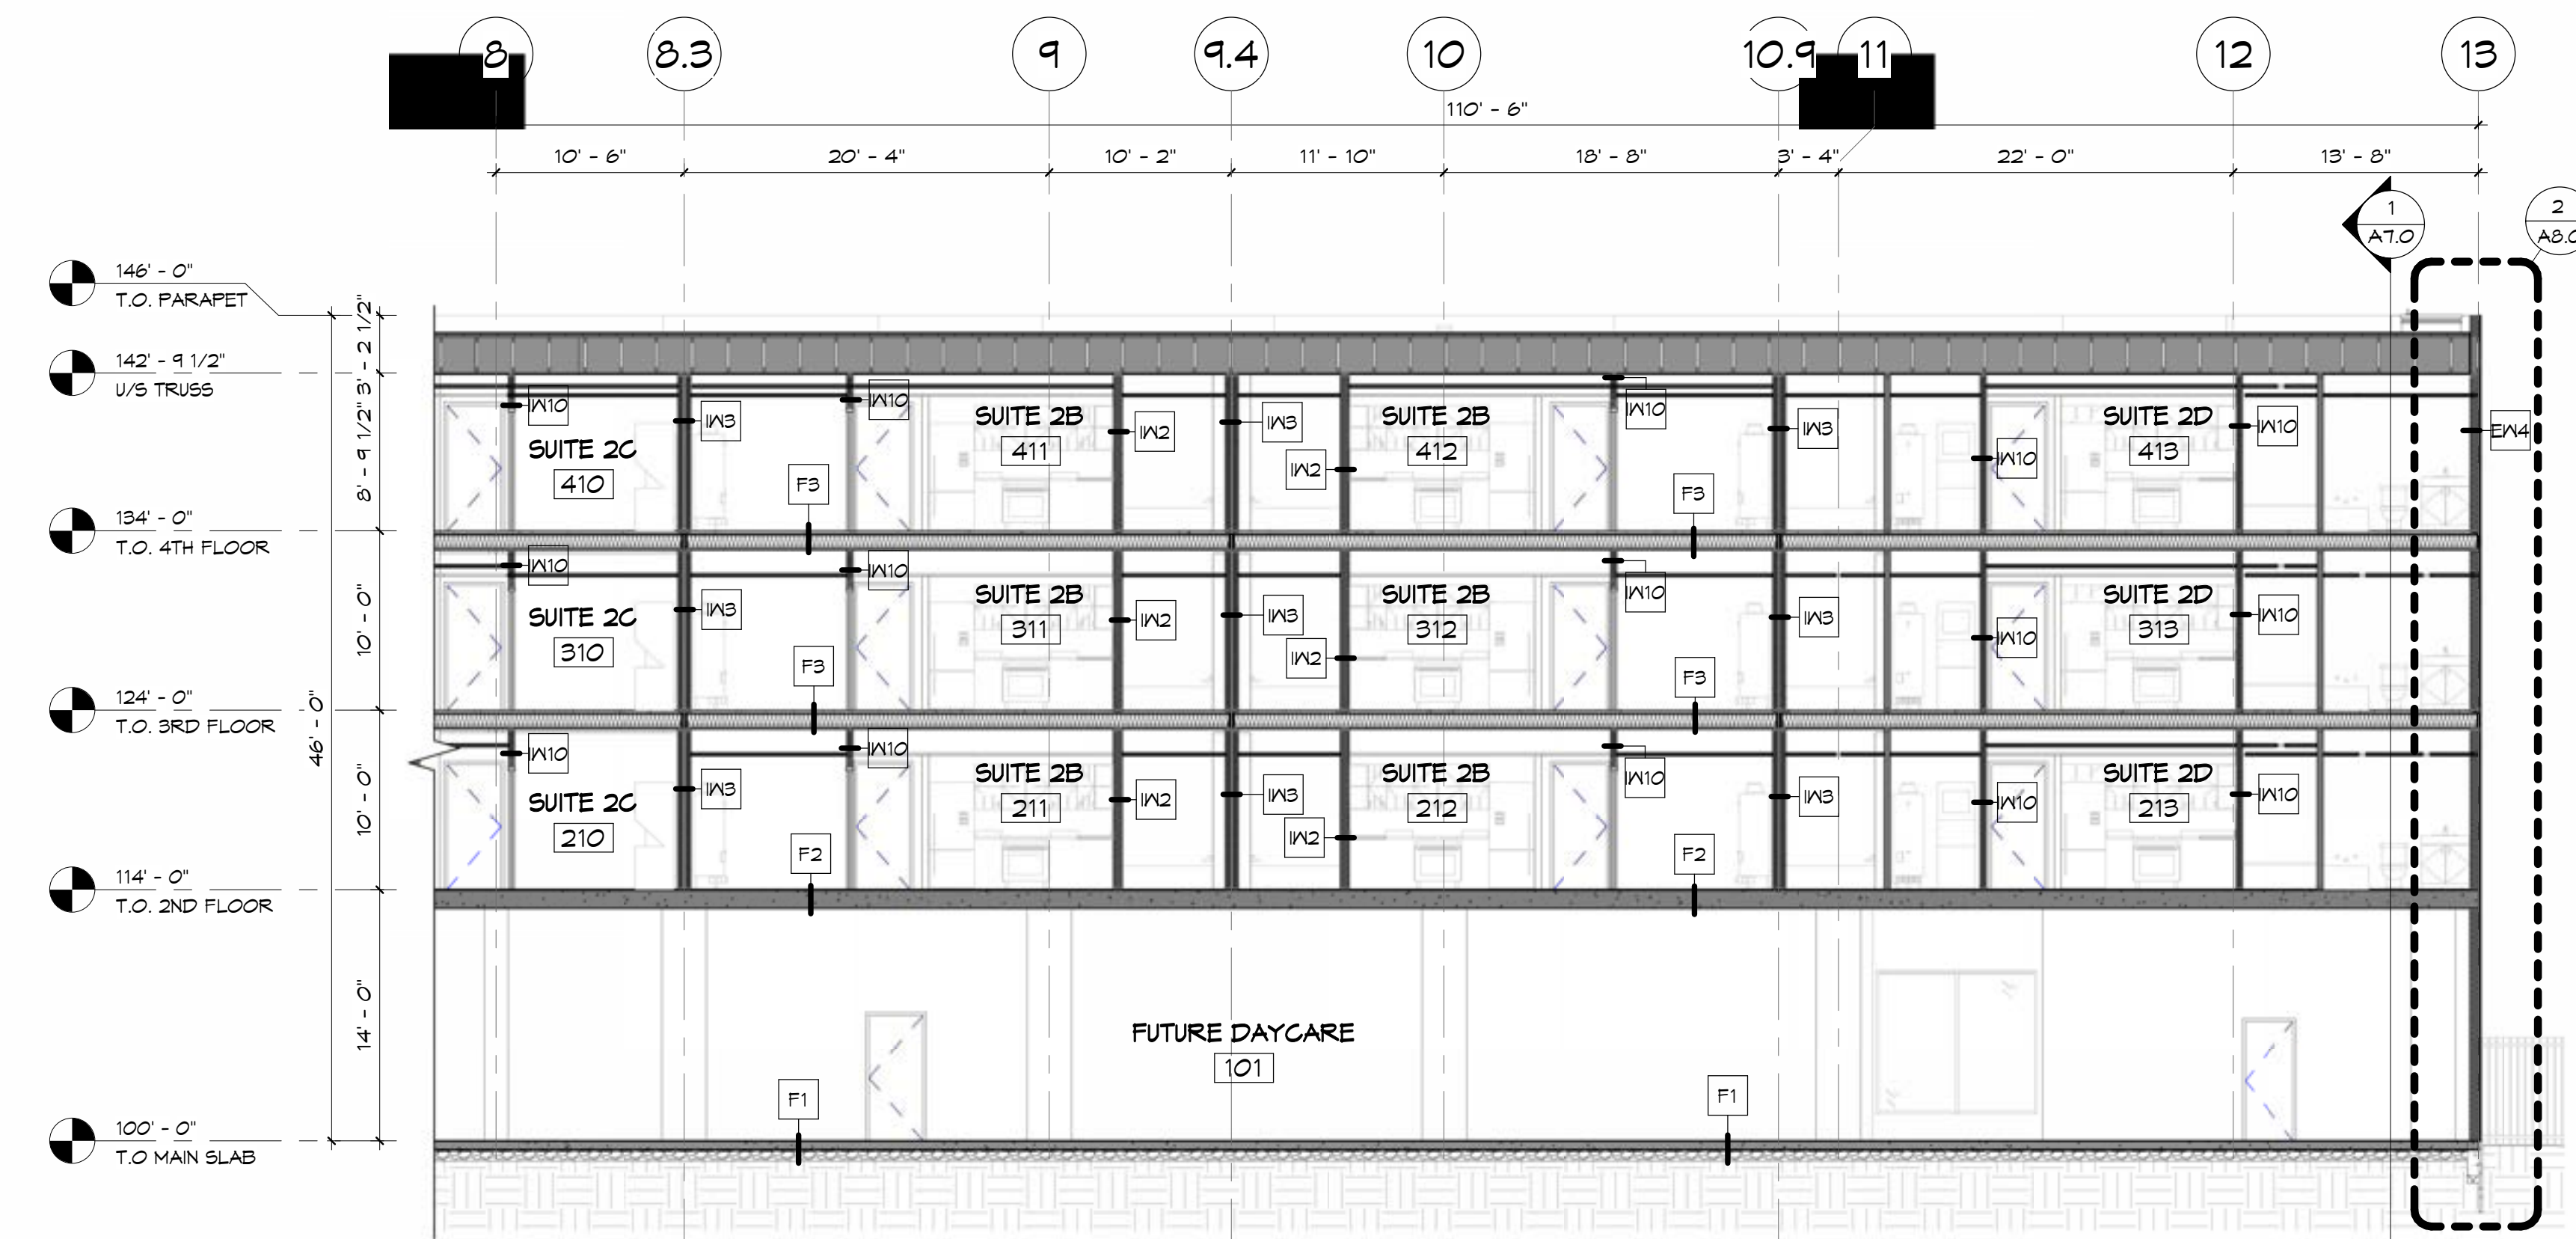 8 8.3 9 9.4 10 10.9 11 12 13
110' - 6"
10' - 6" 20' - 4" 10' - 2" 11' - 10" 18' - 8" 3' - 4" 22' - 0" 13' - 8"
1
A7.0
2
146' - 0"
T.O. PARAPET
142' - 9 1/2"
U/S TRUSS
134' - 0"
T.O. 4TH FLOOR
124' - 0"
T.O. 3RD FLOOR
114' - 0"
T.O. 2ND FLOOR
100' - 0"
T.O MAIN SLAB
3' - 2 1/2"
8' - 9 1/2"
10' - 0"
10' - 0"
14' - 0"
46' - 0"
IW10 IW3 IW10 IW2 IW3 IW2 IW10 IW3 IW10 IW10 EW4
SUITE 2C
410
SUITE 2B
411
SUITE 2B
412
SUITE 2D
413
F3 F3
IW10 IW3 IW10 IW2 IW3 IW2 IW10 IW3 IW10 IW10
SUITE 2C
310
SUITE 2B
311
SUITE 2B
312
SUITE 2D
313
F3 F3
IW10 IW3 IW10 IW2 IW3 IW2 IW10 IW3 IW10 IW10
SUITE 2C
210
SUITE 2B
211
SUITE 2B
212
SUITE 2D
213
F2 F2
FUTURE DAYCARE
101
F1 F1